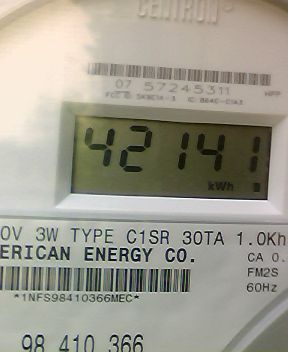 CENTRON
07 57245311
42141
kWh
0V 3W TYPE C1SR 30TA 1.0Kh
ERICAN ENERGY CO.
CA 0.
FM2S
60Hz
*1NFS98410366MEC*
98 410 366